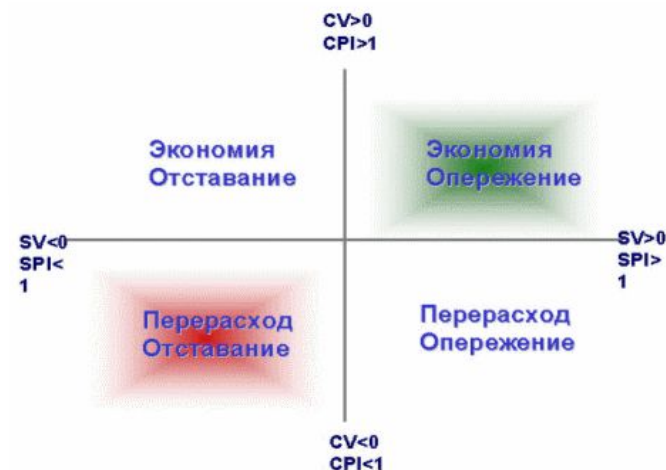 CV>0
CPI>1
Экономия
Отставание
Экономия
Опережение
SV<0
SPI<
1
SV>0
SPI>
1
Перерасход
Отставание
Перерасход
Опережение
CV<0
CPI<1